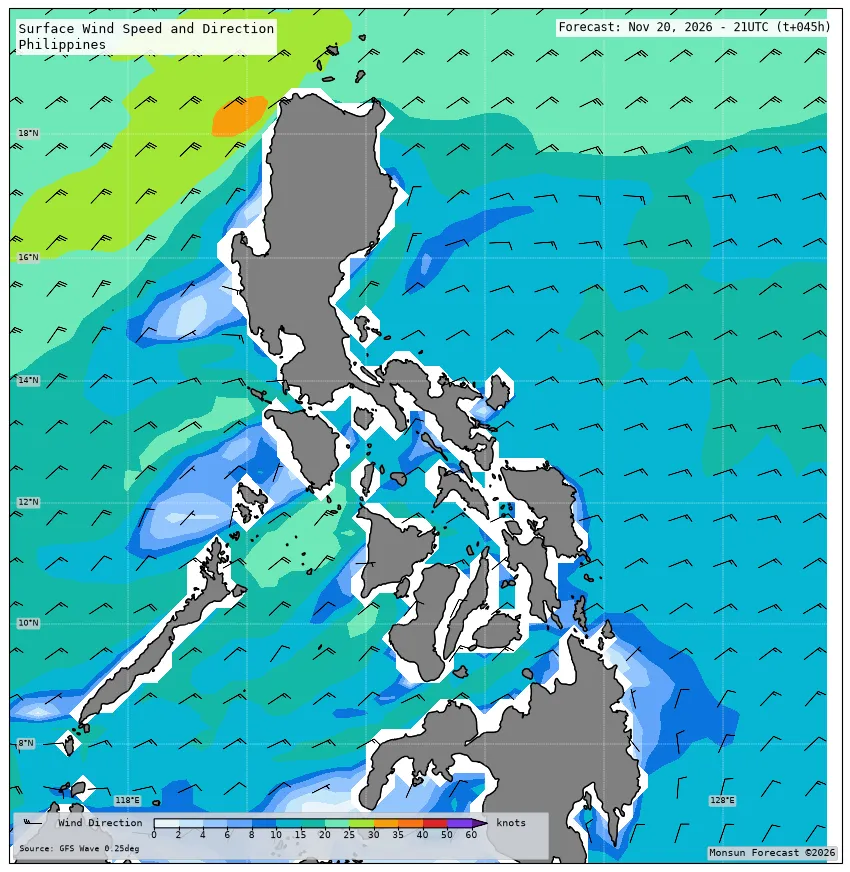 Surface Wind Speed and Direction
Philippines
Forecast: Nov 20, 2026 - 21UTC (t+045h)
18°N
16°N
14°N
12°N
10°N
8°N
118°E
128°E
Wind Direction
0 2 4 6 8 10 15 20 25 30 35 40 50 60
knots
Source: GFS Wave 0.25deg
Monsun Forecast ©2026